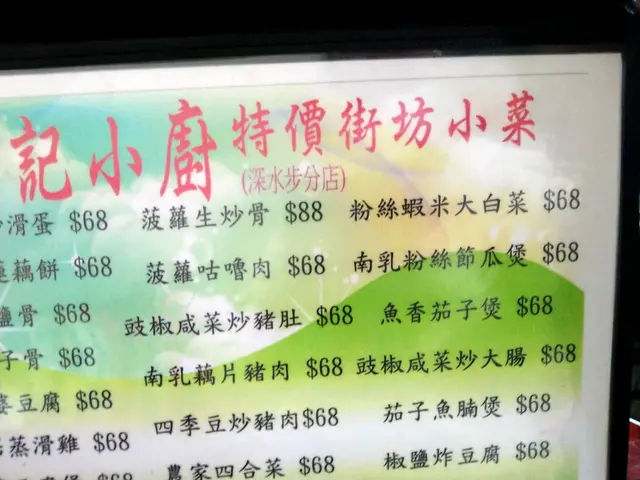 記小廚特價街坊小菜
(深水步分店)
滑蛋 $68 菠蘿生炒骨 $88 粉絲蝦米大白菜 $68
藕餅 $68 菠蘿咕嚕肉 $68 南乳粉絲節瓜煲 $68
鹽骨 $68 豉椒咸菜炒豬肚 $68 魚香茄子煲 $68
子骨 $68 南乳藕片豬肉 $68 豉椒咸菜炒大腸 $68
婆豆腐 $68 四季豆炒豬肉$68 茄子魚腩煲 $68
蒸滑雞 $68 農家四合菜 $68 椒鹽炸豆腐 $68